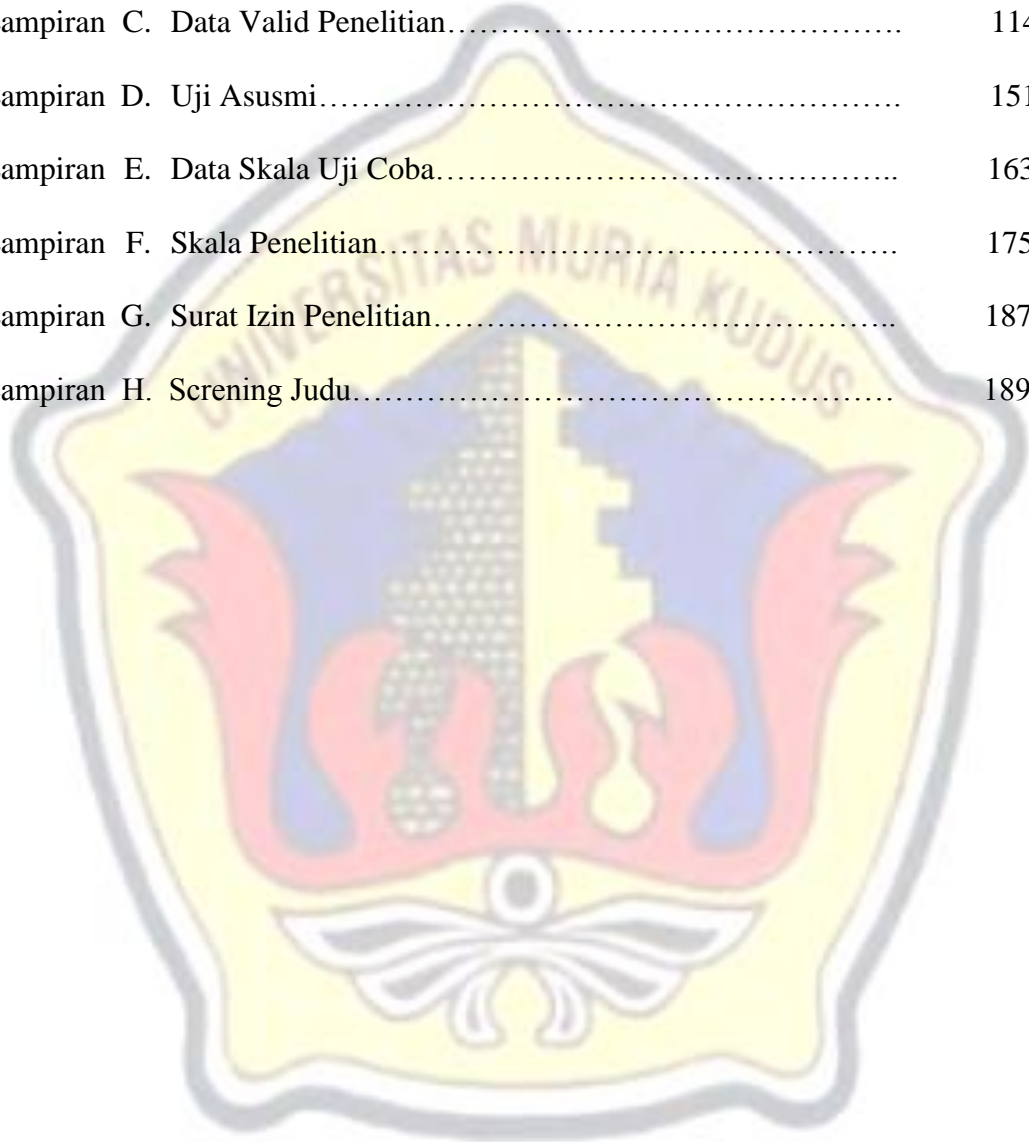 ampiran C. Data Valid Penelitian………………………………………. 114
ampiran D. Uji Asusmi………………………………………………. 151
ampiran E. Data Skala Uji Coba…………………………………….. 163
ampiran F. Skala Penelitian…………………………………………. 175
ampiran G. Surat Izin Penelitian…………………………………….. 187
ampiran H. Screning Judu…………………………………………… 189
UNIVERSITAS MURIA KUDUS